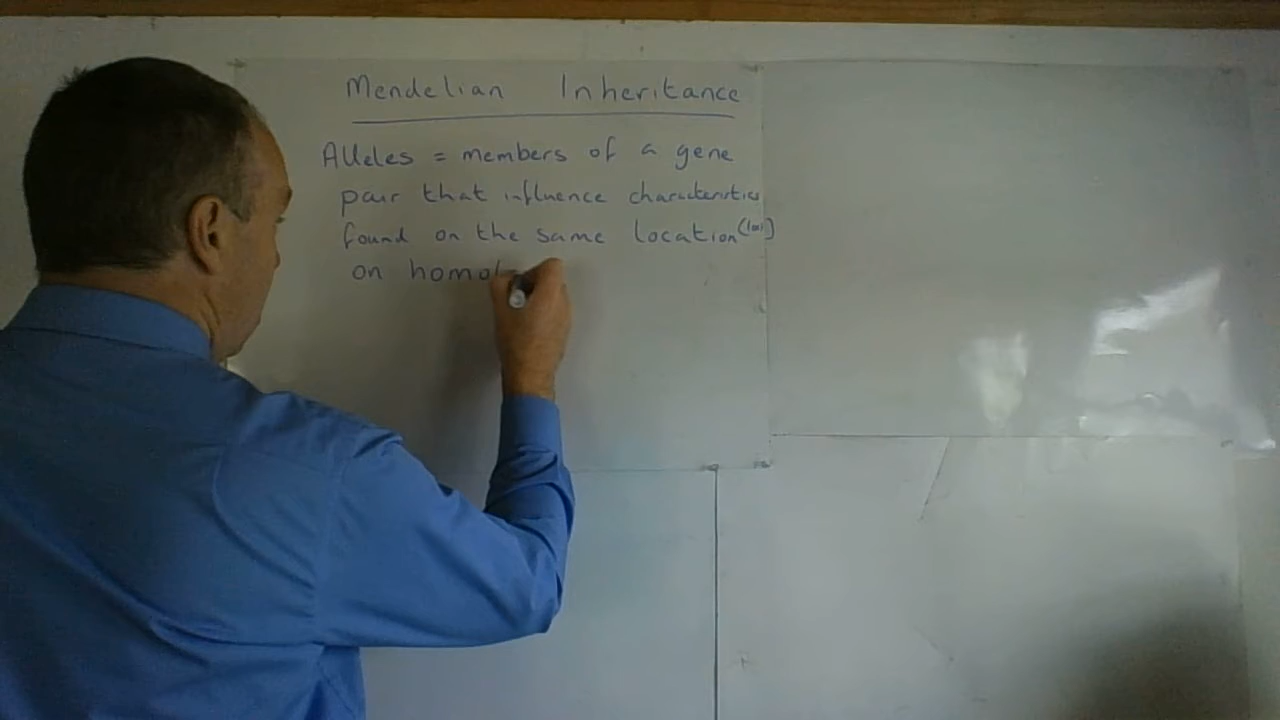 Mendelian Inheritance
Alleles = members of a gene
pair that influence characteristics
found on the same location (loci)
on homol